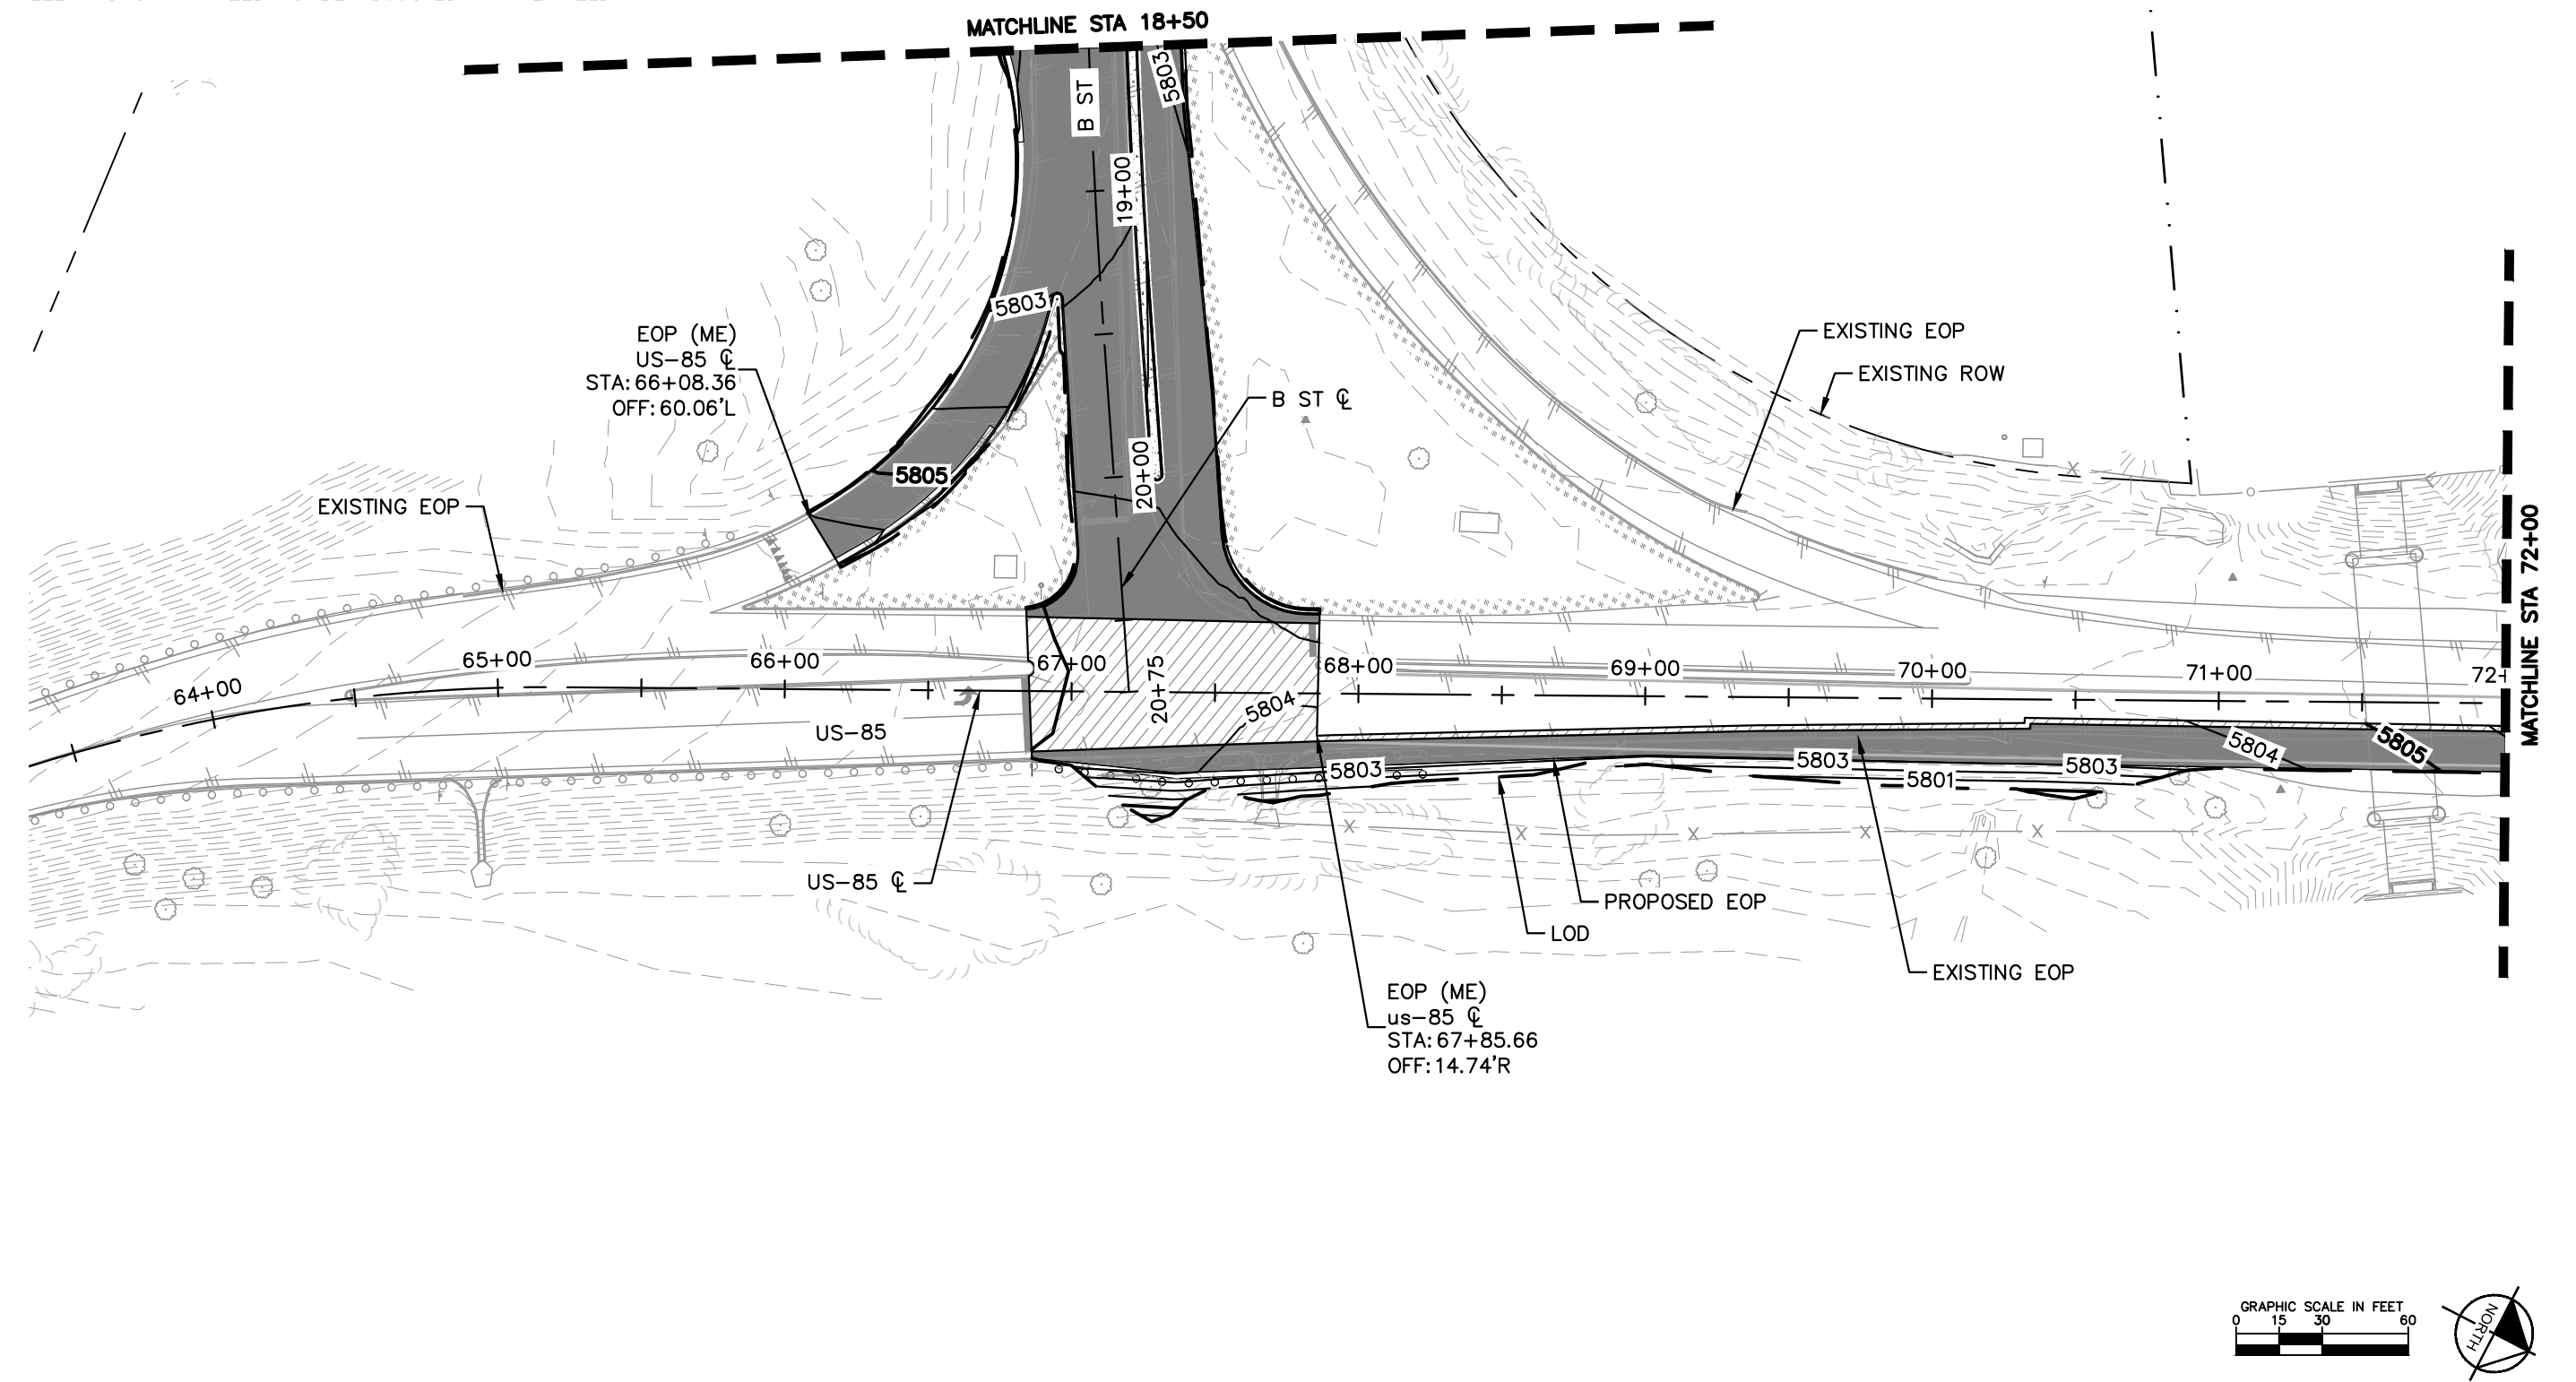 MATCHLINE STA 18+50
B ST
5803
19+00
5803
EOP (ME)
US-85 ℄
STA:66+08.36
OFF:60.06'L
EXISTING EOP
EXISTING ROW
B ST ℄
5805
20+00
EXISTING EOP
MATCHLINE STA 72+00
64+00
65+00
66+00
67+00
68+00
69+00
70+00
71+00
72+
20+75
5804
US-85
5803
5803
5801
5803
5804
5805
US-85 ℄
PROPOSED EOP
LOD
EXISTING EOP
EOP (ME)
us-85 ℄
STA:67+85.66
OFF:14.74'R
GRAPHIC SCALE IN FEET
0 15 30 60
NORTH